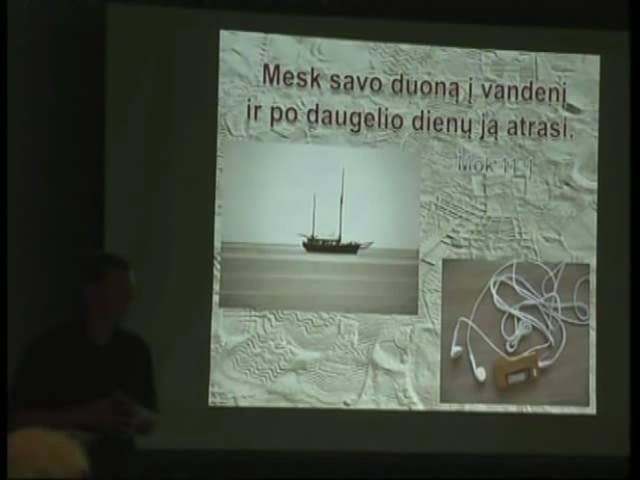 Mesk savo duoną į vandenį
ir po daugelio dienų ją atrasi.
Mok 11,1